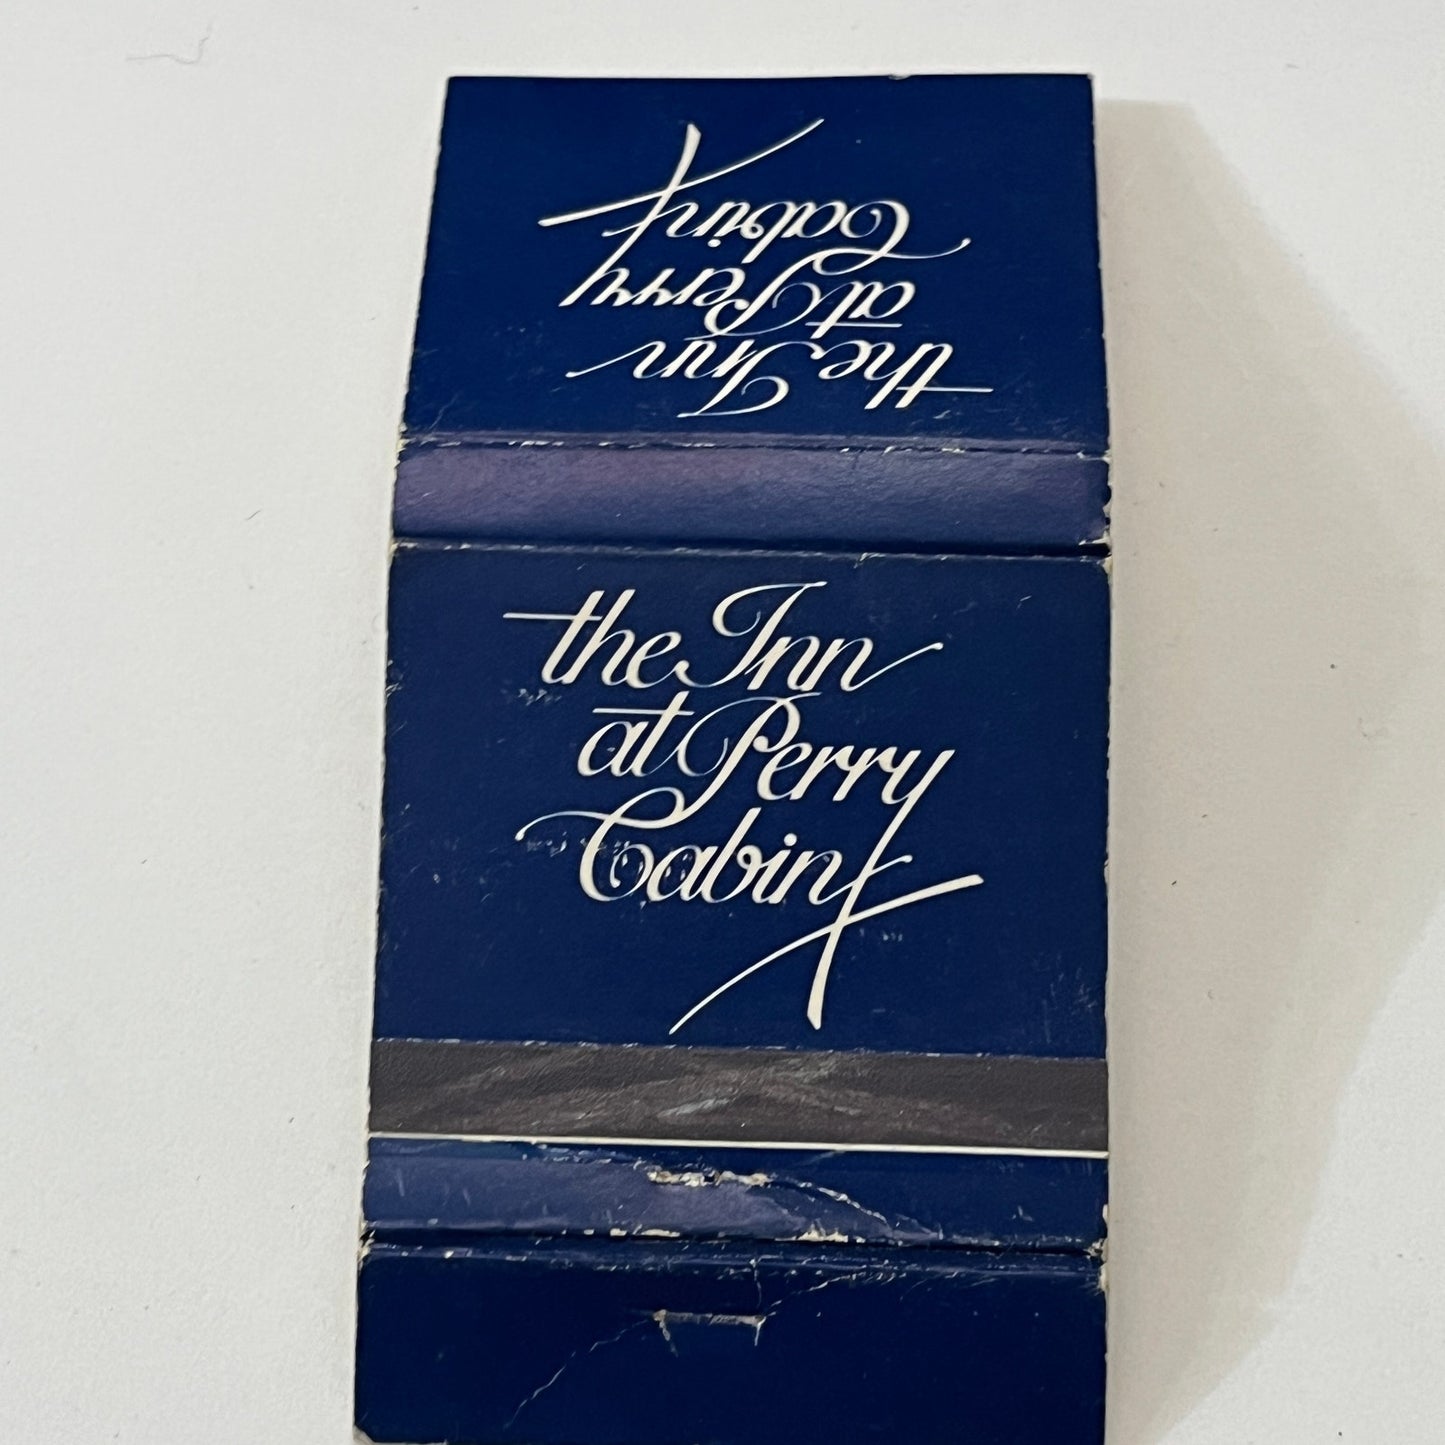 the Inn
at Perry
Cabin
the Inn
at Perry
Cabin